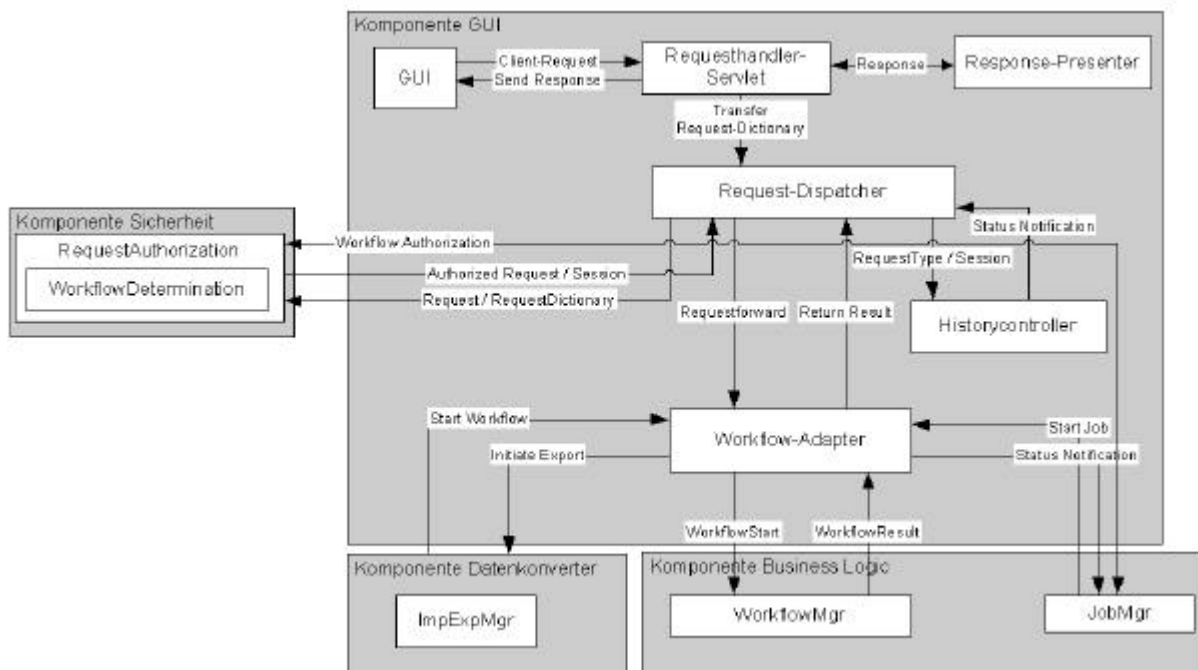 Komponente GUI
GUI
Client-Request
Send Response
Requesthandler-
Servlet
Response
Response-Presenter
Transfer
Request-Dictionary
Request-Dispatcher
Komponente Sicherheit
RequestAuthorization
WorkflowDetermination
Workflow Authorization
Authorized Request / Session
Request / RequestDictionary
Status Notification
RequestType / Session
Requestforward
Return Result
Historycontroller
Start Workflow
Workflow-Adapter
Start Job
Initiate Export
Status Notification
WorkflowStart
WorkflowResult
Komponente Datenkonverter
ImpExpMgr
Komponente Business Logic
WorkflowMgr
JobMgr